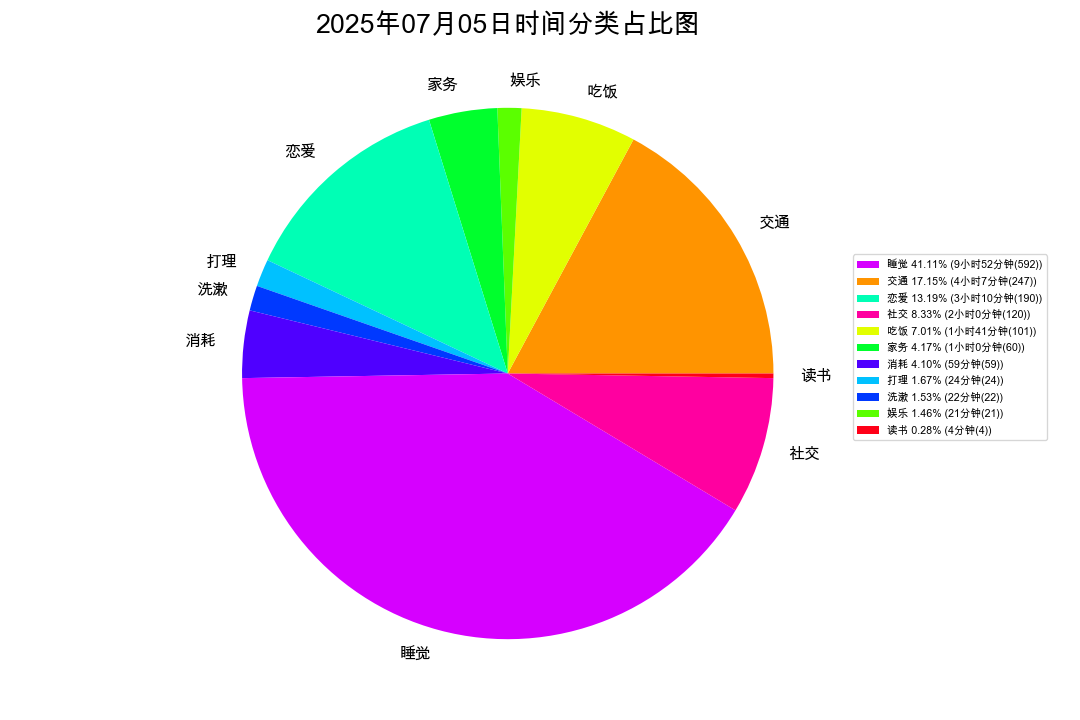 2025年07月05日时间分类占比图
娱乐
家务
吃饭
恋爱
交通
打理
洗漱
消耗
读书
社交
睡觉
睡觉 41.11% (9小时52分钟(592))
交通 17.15% (4小时7分钟(247))
恋爱 13.19% (3小时10分钟(190))
社交 8.33% (2小时0分钟(120))
吃饭 7.01% (1小时41分钟(101))
家务 4.17% (1小时0分钟(60))
消耗 4.10% (59分钟(59))
打理 1.67% (24分钟(24))
洗漱 1.53% (22分钟(22))
娱乐 1.46% (21分钟(21))
读书 0.28% (4分钟(4))